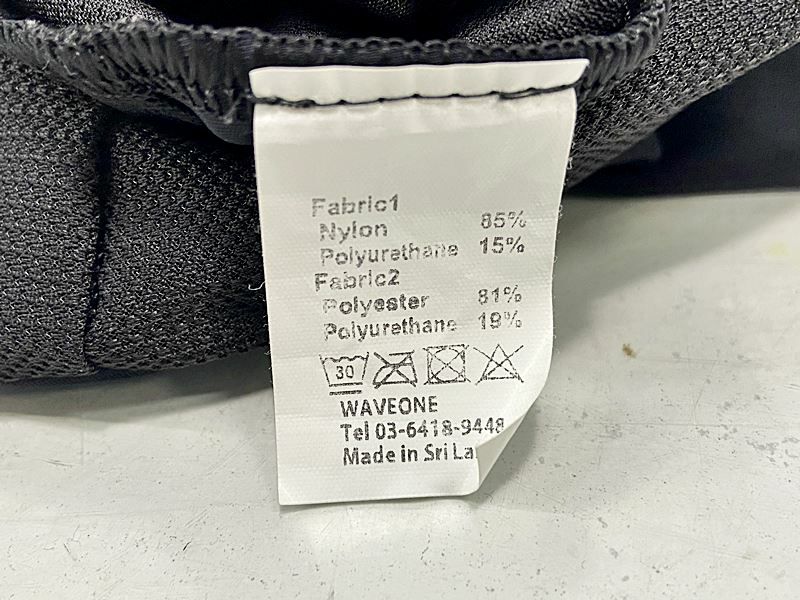 Fabric1
Nylon 85%
Polyurethane 15%
Fabric2
Polyester 81%
Polyurethane 19%
30
WAVEONE
Tel 03-6418-9448
Made in Sri